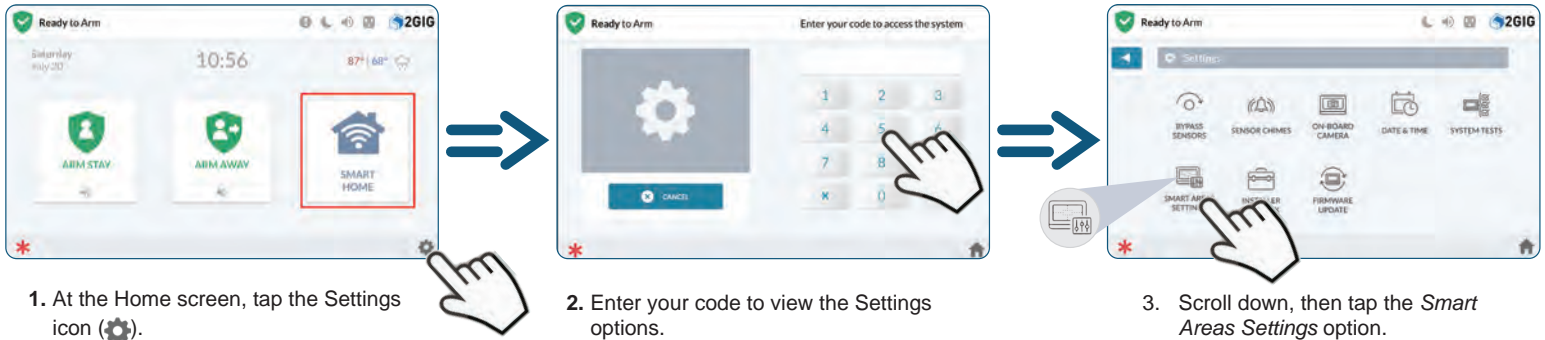 Ready to Arm
2GIG
Saturday
July 20
10:56
87° | 68°
ARM STAY
ARM AWAY
SMART
HOME
*
1. At the Home screen, tap the Settings
icon ( ).
Ready to Arm
Enter your code to access the system
1 2 3
4 5 6
7 8
CANCEL
* 0
*
2. Enter your code to view the Settings
options.
Ready to Arm
2GIG
Settings
BYPASS
SENSORS
SENSOR CHIMES
ON-BOARD
CAMERA
DATE & TIME
SYSTEM TESTS
SMART
SETTIN
FIRMWARE
UPDATE
*
3. Scroll down, then tap the Smart
Areas Settings option.